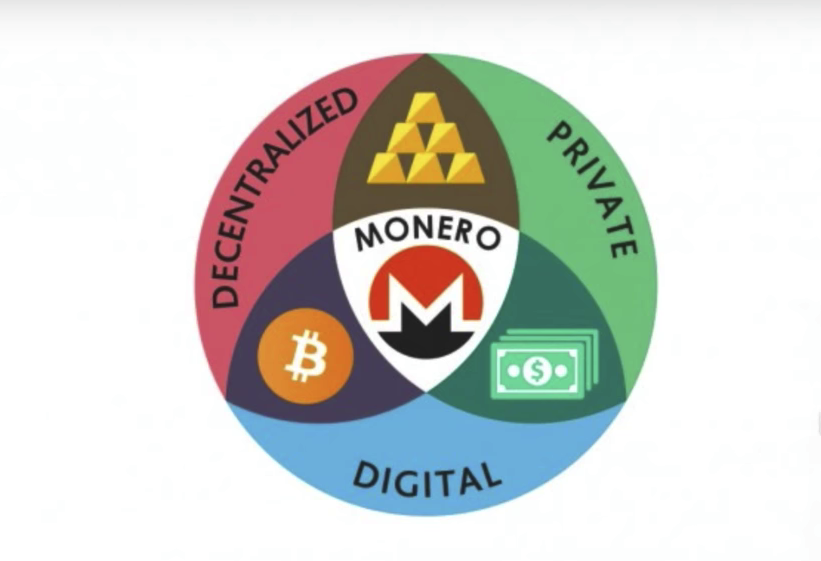 DECENTRALIZED
PRIVATE
MONERO
₿
$
DIGITAL